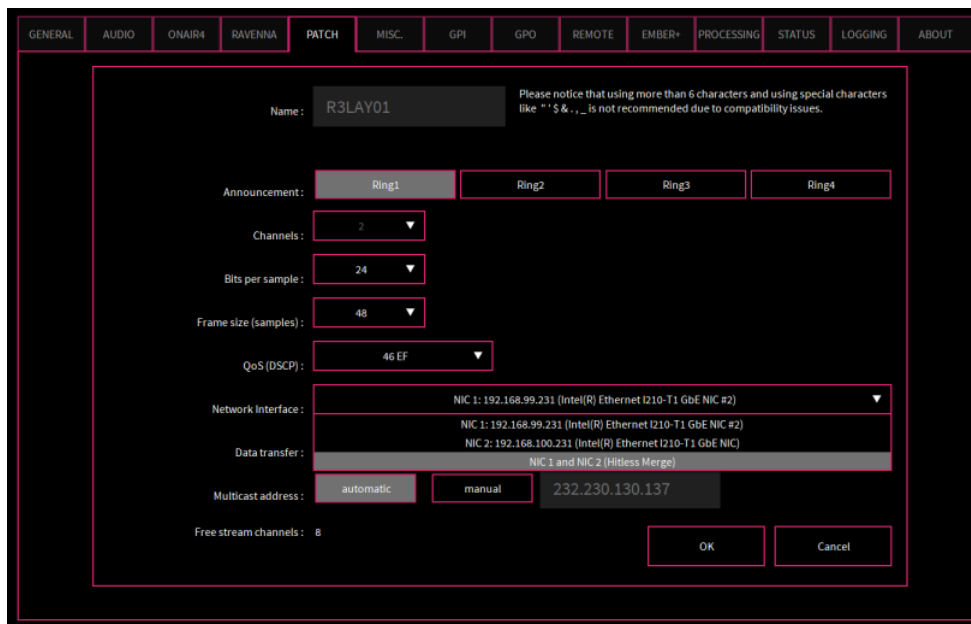 GENERAL AUDIO ONAIR4 RAVENNA PATCH MISC. GPI GPO REMOTE EMBER+ PROCESSING STATUS LOGGING ABOUT
Name : R3LAY01
Please notice that using more than 6 characters and using special characters
like " ' $ & . , _ is not recommended due to compatibility issues.
Announcement : Ring1 Ring2 Ring3 Ring4
Channels : 2
Bits per sample : 24
Frame size (samples) : 48
QoS (DSCP) : 46 EF
Network Interface : NIC 1: 192.168.99.231 (Intel(R) Ethernet I210-T1 GbE NIC #2)
NIC 1: 192.168.99.231 (Intel(R) Ethernet I210-T1 GbE NIC #2)
NIC 2: 192.168.100.231 (Intel(R) Ethernet I210-T1 GbE NIC)
Data transfer :
NIC 1 and NIC 2 (Hitless Merge)
Multicast address : automatic manual 232.230.130.137
Free stream channels : 8
OK Cancel